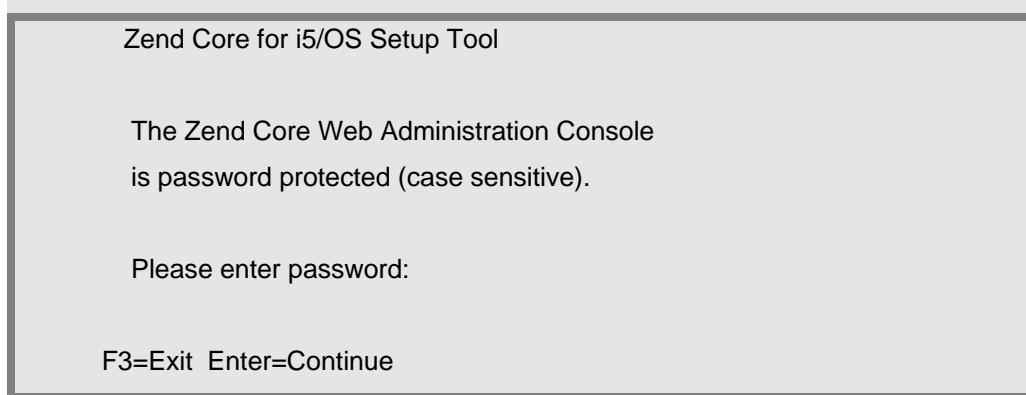 Zend Core for i5/OS Setup Tool
The Zend Core Web Administration Console
is password protected (case sensitive).
Please enter password:
F3=Exit  Enter=Continue